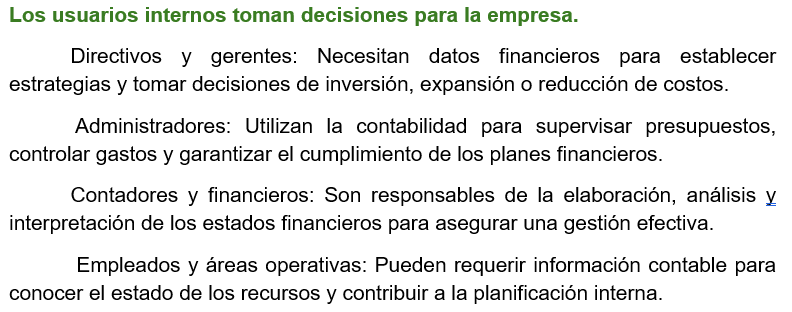 Los usuarios internos toman decisiones para la empresa.
Directivos y gerentes: Necesitan datos financieros para establecer
estrategias y tomar decisiones de inversión, expansión o reducción de costos.
Administradores: Utilizan la contabilidad para supervisar presupuestos,
controlar gastos y garantizar el cumplimiento de los planes financieros.
Contadores y financieros: Son responsables de la elaboración, análisis y
interpretación de los estados financieros para asegurar una gestión efectiva.
Empleados y áreas operativas: Pueden requerir información contable para
conocer el estado de los recursos y contribuir a la planificación interna.